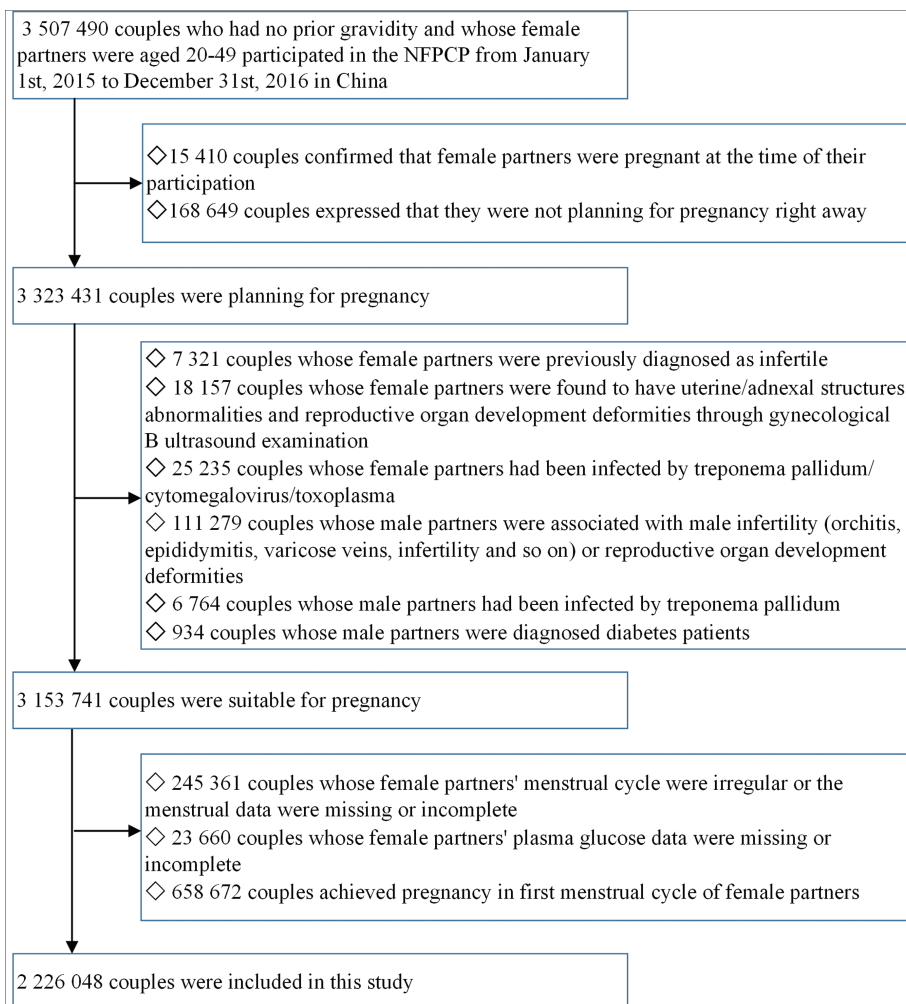 3 507 490 couples who had no prior gravidity and whose female
partners were aged 20-49 participated in the NFPCP from January
1st, 2015 to December 31st, 2016 in China
◇15 410 couples confirmed that female partners were pregnant at the time of their
participation
◇168 649 couples expressed that they were not planning for pregnancy right away
3 323 431 couples were planning for pregnancy
◇ 7 321 couples whose female partners were previously diagnosed as infertile
◇ 18 157 couples whose female partners were found to have uterine/adnexal structures
abnormalities and reproductive organ development deformities through gynecological
B ultrasound examination
◇ 25 235 couples whose female partners had been infected by treponema pallidum/
cytomegalovirus/toxoplasma
◇ 111 279 couples whose male partners were associated with male infertility (orchitis,
epididymitis, varicose veins, infertility and so on) or reproductive organ development
deformities
◇ 6 764 couples whose male partners had been infected by treponema pallidum
◇ 934 couples whose male partners were diagnosed diabetes patients
3 153 741 couples were suitable for pregnancy
◇ 245 361 couples whose female partners' menstrual cycle were irregular or the
menstrual data were missing or incomplete
◇ 23 660 couples whose female partners' plasma glucose data were missing or
incomplete
◇ 658 672 couples achieved pregnancy in first menstrual cycle of female partners
2 226 048 couples were included in this study